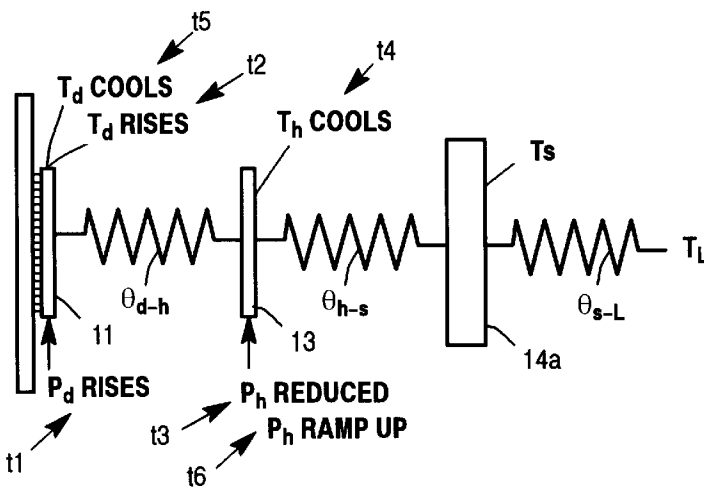 t5
t4
t2
T_d COOLS
T_d RISES
T_h COOLS
Ts
T_L
θ_d-h
θ_h-s
θ_s-L
11
13
14a
P_d RISES
P_h REDUCED
t3
P_h RAMP UP
t1
t6